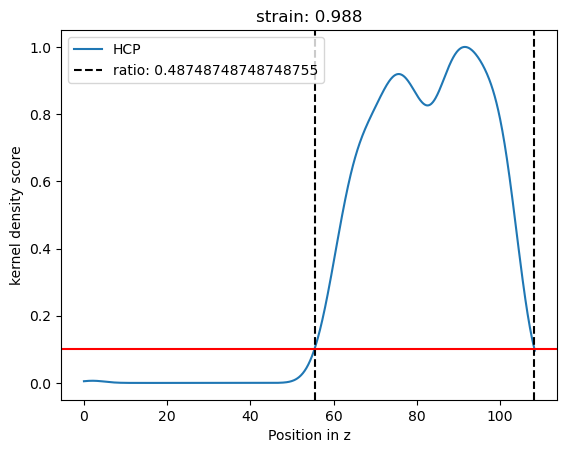 strain: 0.988
HCP
ratio: 0.48748748748748755
kernel density score
1.0
0.8
0.6
0.4
0.2
0.0
0 20 40 60 80 100
Position in z